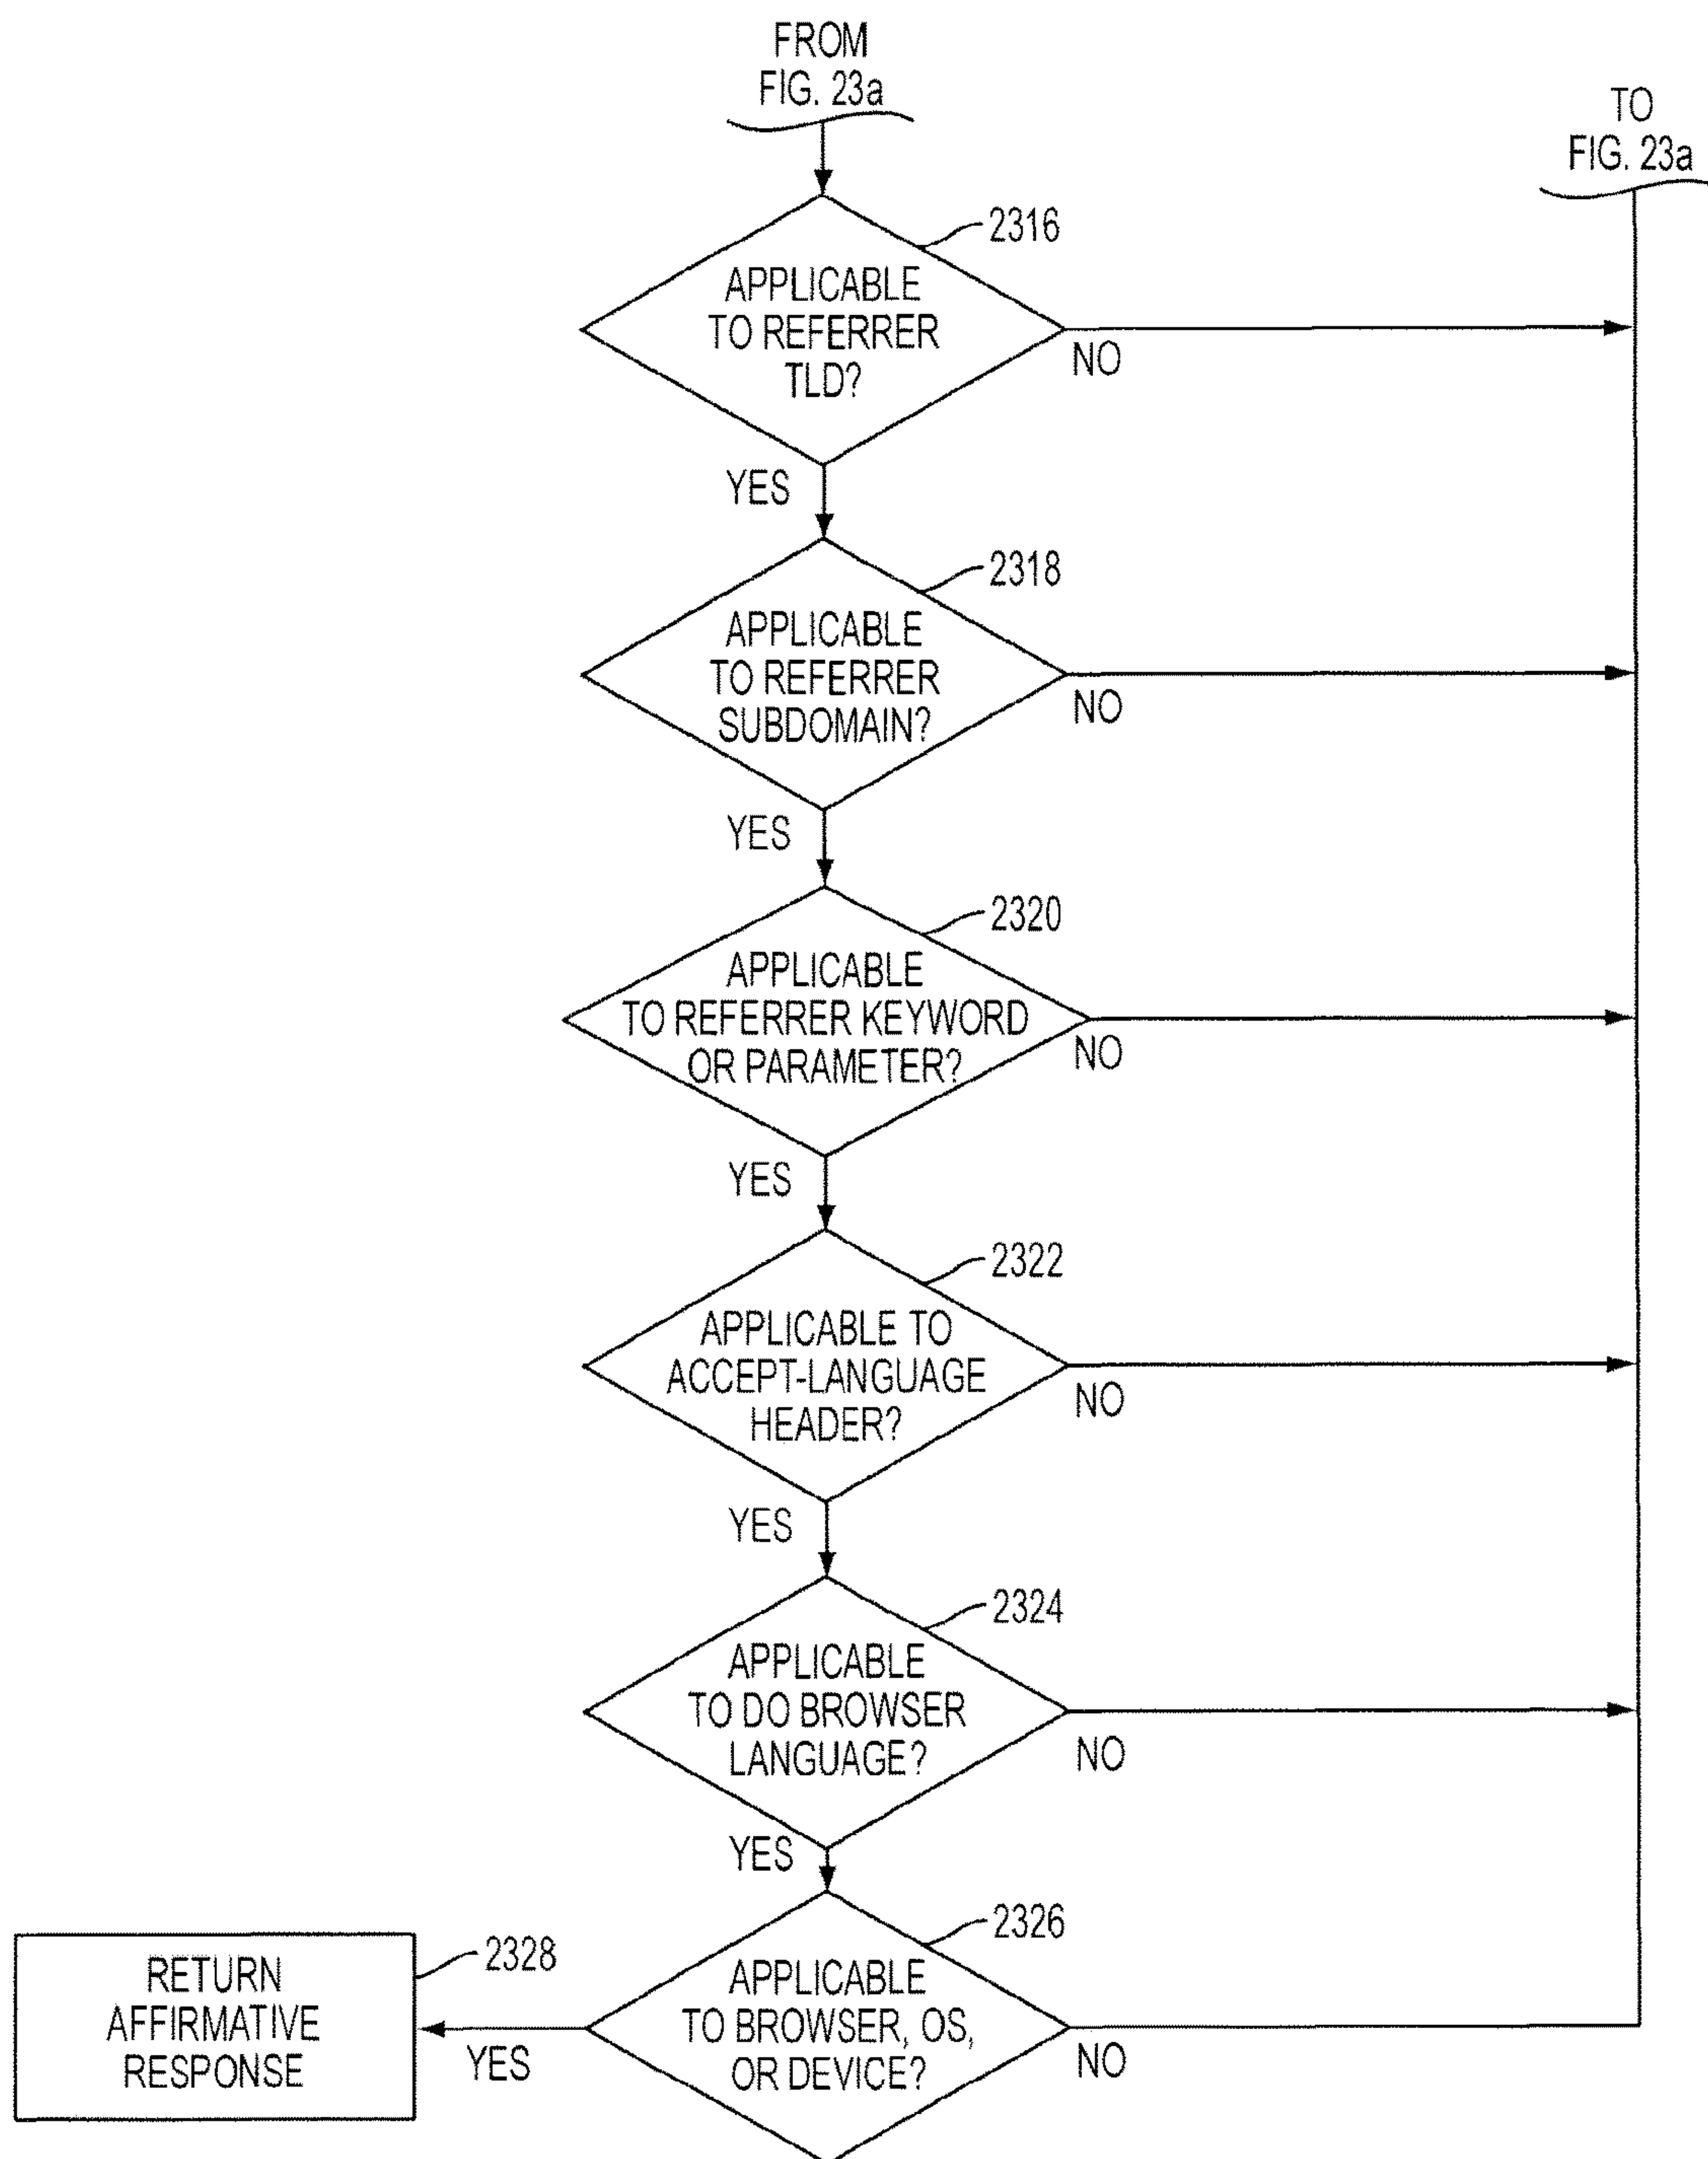 FROM
FIG. 23a
TO
FIG. 23a
2316
APPLICABLE
TO REFERRER
TLD?
NO
YES
2318
APPLICABLE
TO REFERRER
SUBDOMAIN?
NO
YES
2320
APPLICABLE
TO REFERRER KEYWORD
OR PARAMETER?
NO
YES
2322
APPLICABLE TO
ACCEPT-LANGUAGE
HEADER?
NO
YES
2324
APPLICABLE
TO DO BROWSER
LANGUAGE?
NO
YES
2326
APPLICABLE
TO BROWSER, OS,
OR DEVICE?
NO
YES
2328
RETURN
AFFIRMATIVE
RESPONSE